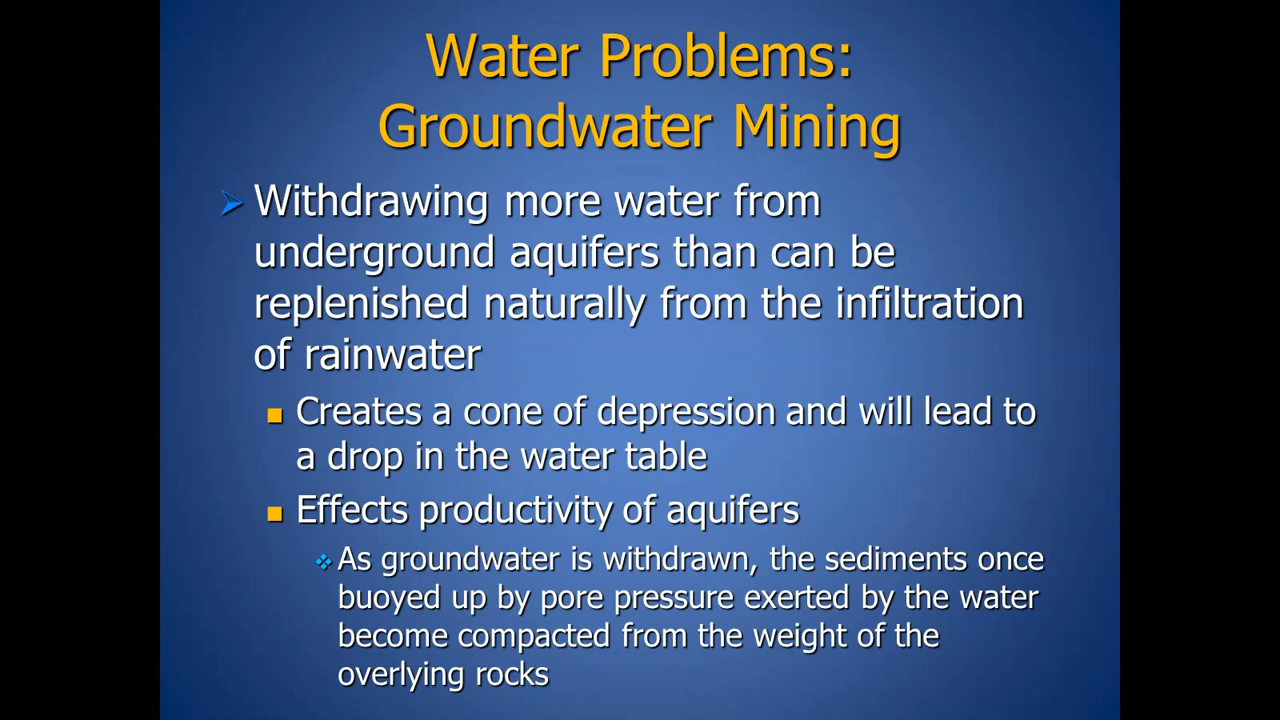 Water Problems:
Groundwater Mining
Withdrawing more water from
underground aquifers than can be
replenished naturally from the infiltration
of rainwater
Creates a cone of depression and will lead to
a drop in the water table
Effects productivity of aquifers
As groundwater is withdrawn, the sediments once
buoyed up by pore pressure exerted by the water
become compacted from the weight of the
overlying rocks